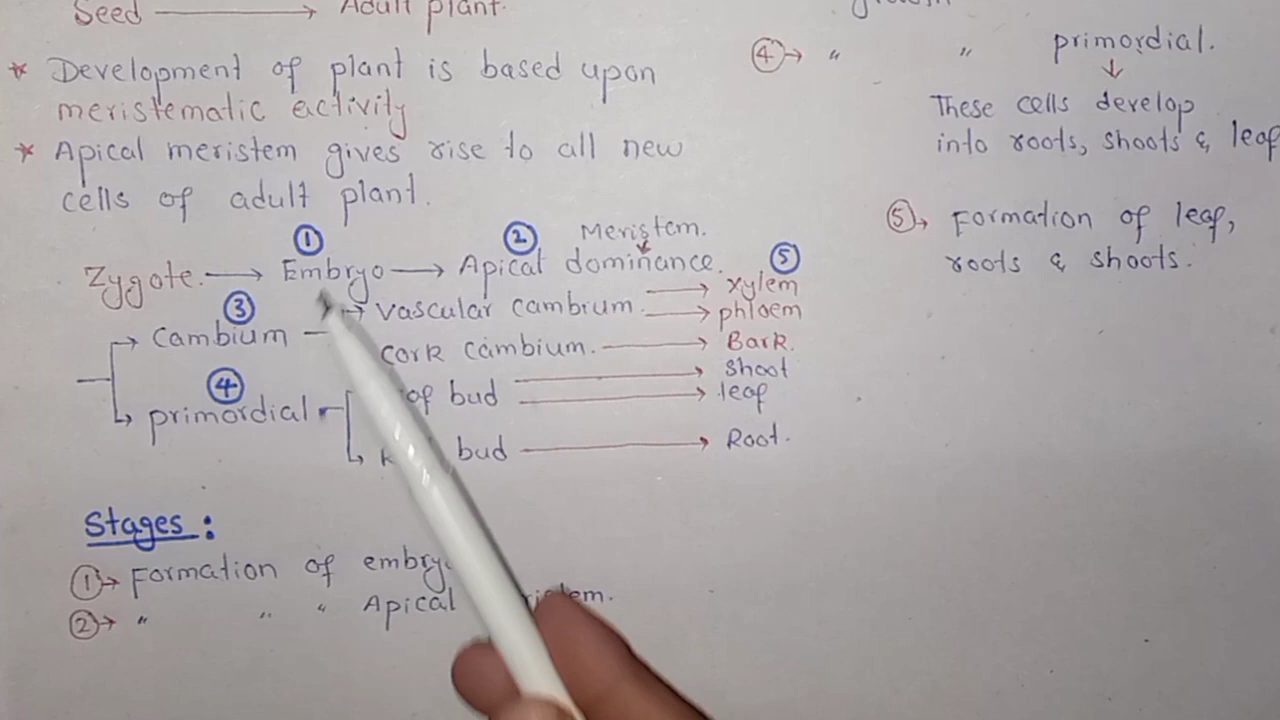 Seed → Adult plant.
* Development of plant is based upon
meristematic activity
* Apical meristem gives rise to all new
cells of adult plant.
① ② Meristem.
Zygote. → Embryo → Apical dominance. ⑤
③ → vascular cambium. → xylem
→ phloem
→ Cambium
cork cambium. → Bark.
④ → shoot
→ primordial bud → leaf
bud → Root.
Stages :
①→ Formation of
②→ " " " Apical
④→ " " primordial.
↓
These cells develop
into roots, shoots & leaf
⑤→ Formation of leaf,
roots & shoots.